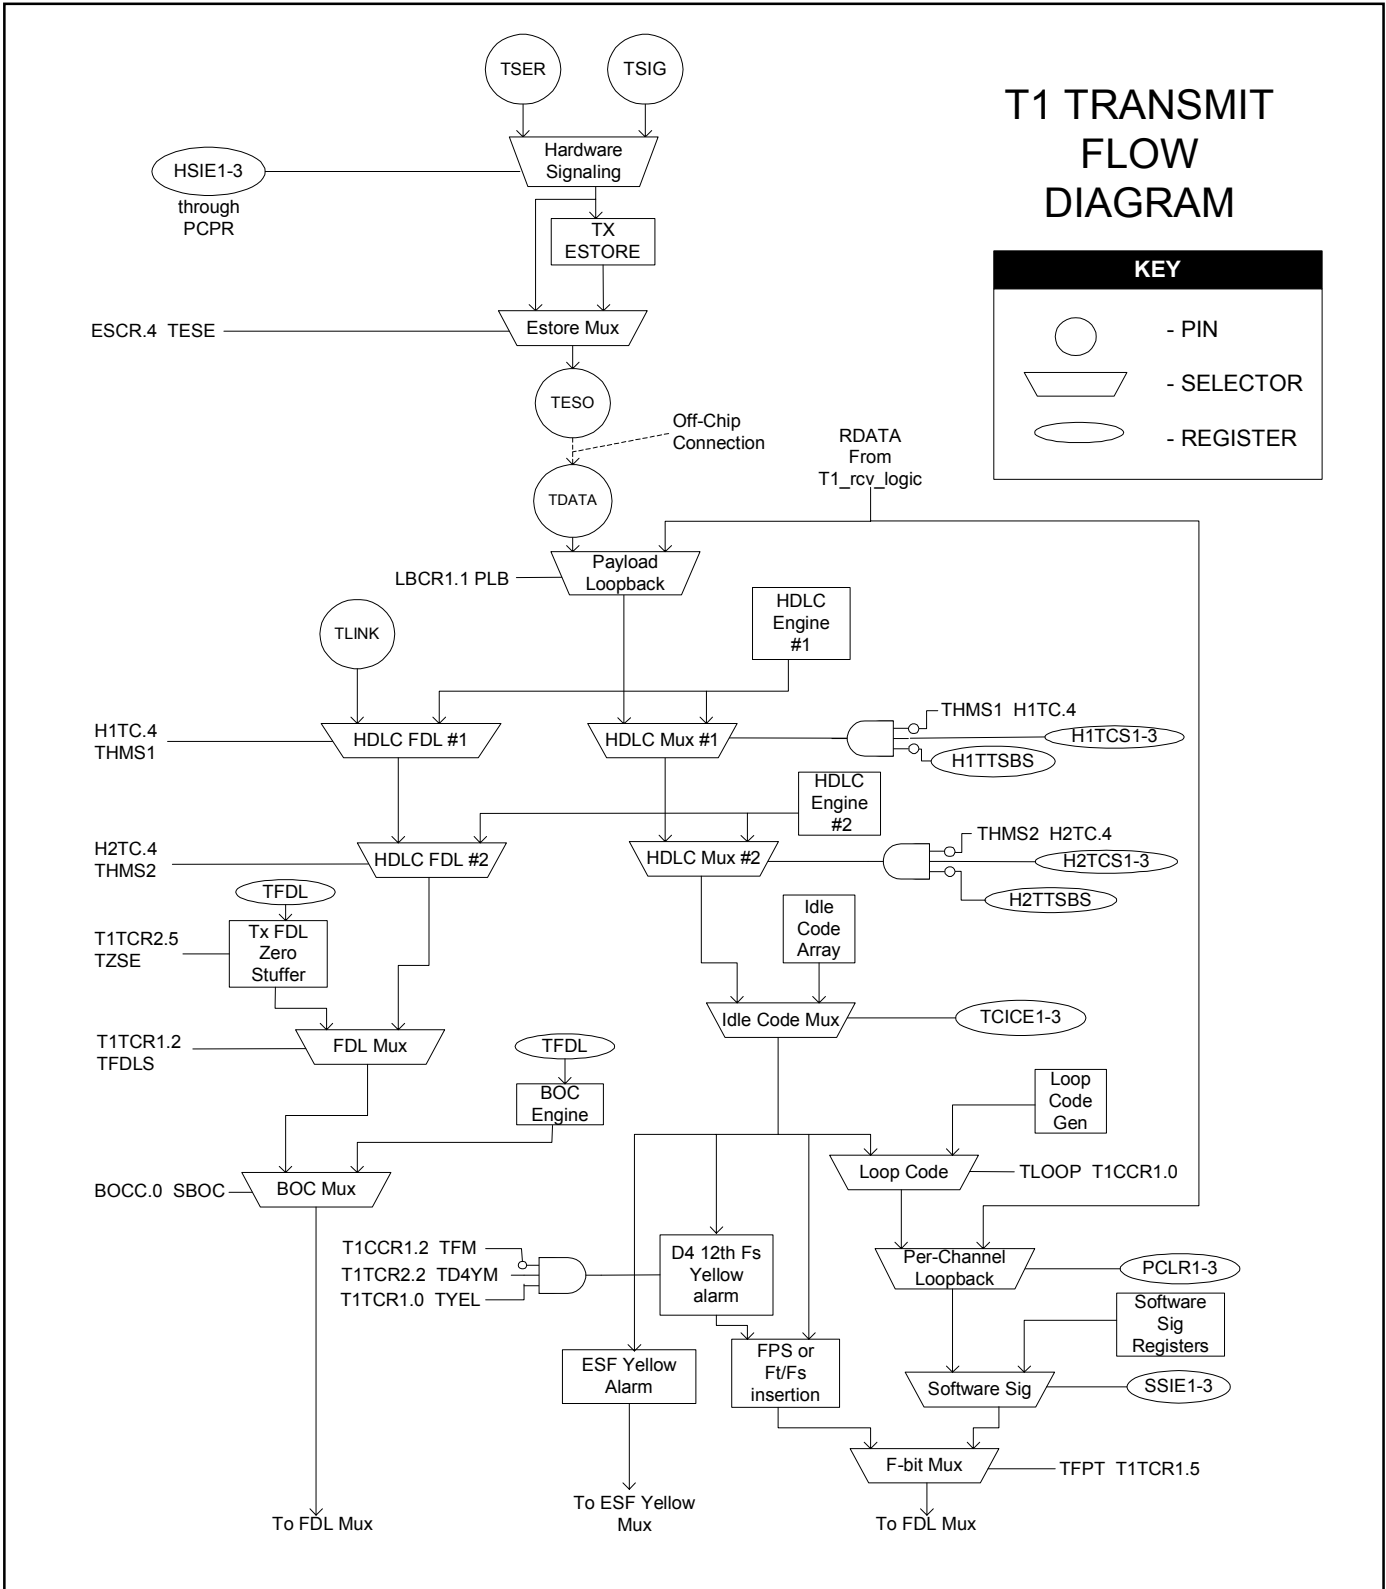 TSER
TSIG
T1 TRANSMIT
FLOW
DIAGRAM
Hardware
Signaling
HSIE1-3
through
PCPR
TX
ESTORE
KEY
- PIN
- SELECTOR
- REGISTER
ESCR.4 TESE
Estore Mux
TESO
Off-Chip
Connection
RDATA
From
T1_rcv_logic
TDATA
Payload
Loopback
LBCR1.1 PLB
HDLC
Engine
#1
TLINK
H1TC.4
THMS1
HDLC FDL #1
HDLC Mux #1
THMS1 H1TC.4
H1TCS1-3
H1TTSBS
HDLC
Engine
#2
H2TC.4
THMS2
HDLC FDL #2
HDLC Mux #2
THMS2 H2TC.4
H2TCS1-3
H2TTSBS
TFDL
T1TCR2.5
TZSE
Tx FDL
Zero
Stuffer
Idle
Code
Array
Idle Code Mux
TCICE1-3
T1TCR1.2
TFDLS
FDL Mux
TFDL
BOC
Engine
Loop
Code
Gen
BOCC.0 SBOC
BOC Mux
Loop Code
TLOOP T1CCR1.0
T1CCR1.2 TFM
T1TCR2.2 TD4YM
T1TCR1.0 TYEL
D4 12th Fs
Yellow
alarm
Per-Channel
Loopback
PCLR1-3
Software
Sig
Registers
ESF Yellow
Alarm
FPS or
Ft/Fs
insertion
Software Sig
SSIE1-3
F-bit Mux
TFPT T1TCR1.5
To FDL Mux
To ESF Yellow
Mux
To FDL Mux